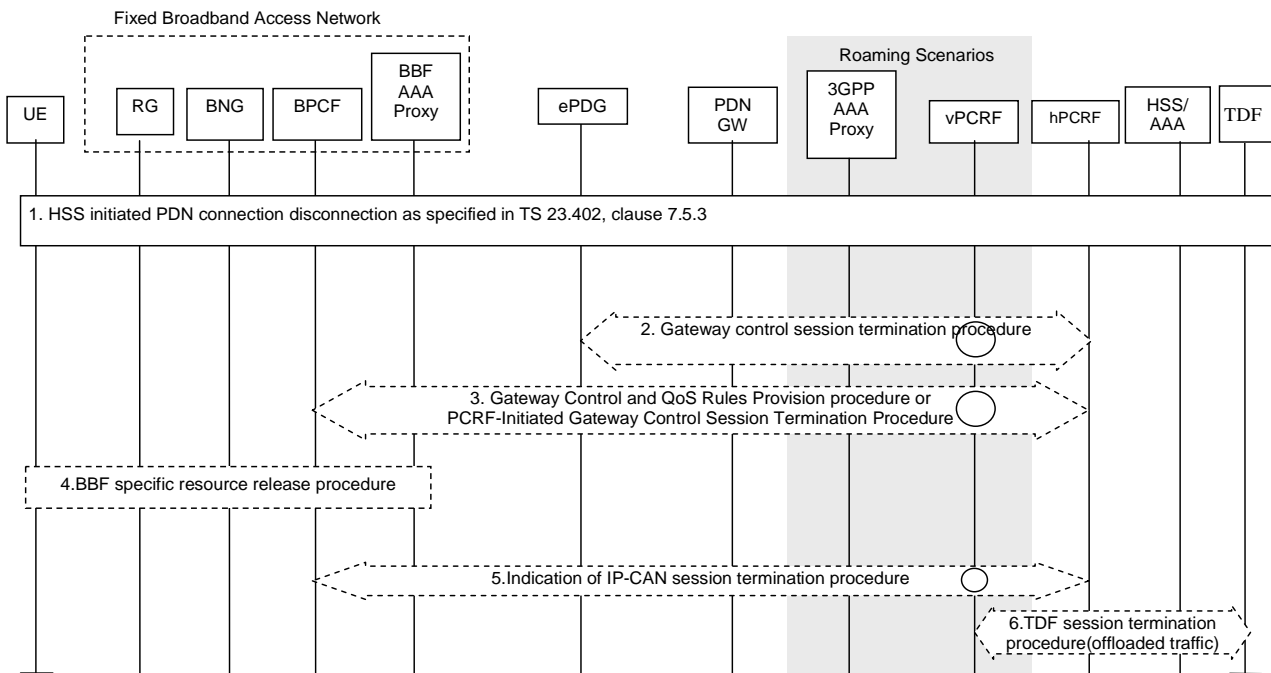 Fixed Broadband Access Network
Roaming Scenarios
UE
RG
BNG
BPCF
BBF
AAA
Proxy
ePDG
PDN
GW
3GPP
AAA
Proxy
vPCRF
hPCRF
HSS/
AAA
TDF
1. HSS initiated PDN connection disconnection as specified in TS 23.402, clause 7.5.3
2. Gateway control session termination procedure
3. Gateway Control and QoS Rules Provision procedure or
PCRF-Initiated Gateway Control Session Termination Procedure
4.BBF specific resource release procedure
5.Indication of IP-CAN session termination procedure
6.TDF session termination
procedure(offloaded traffic)